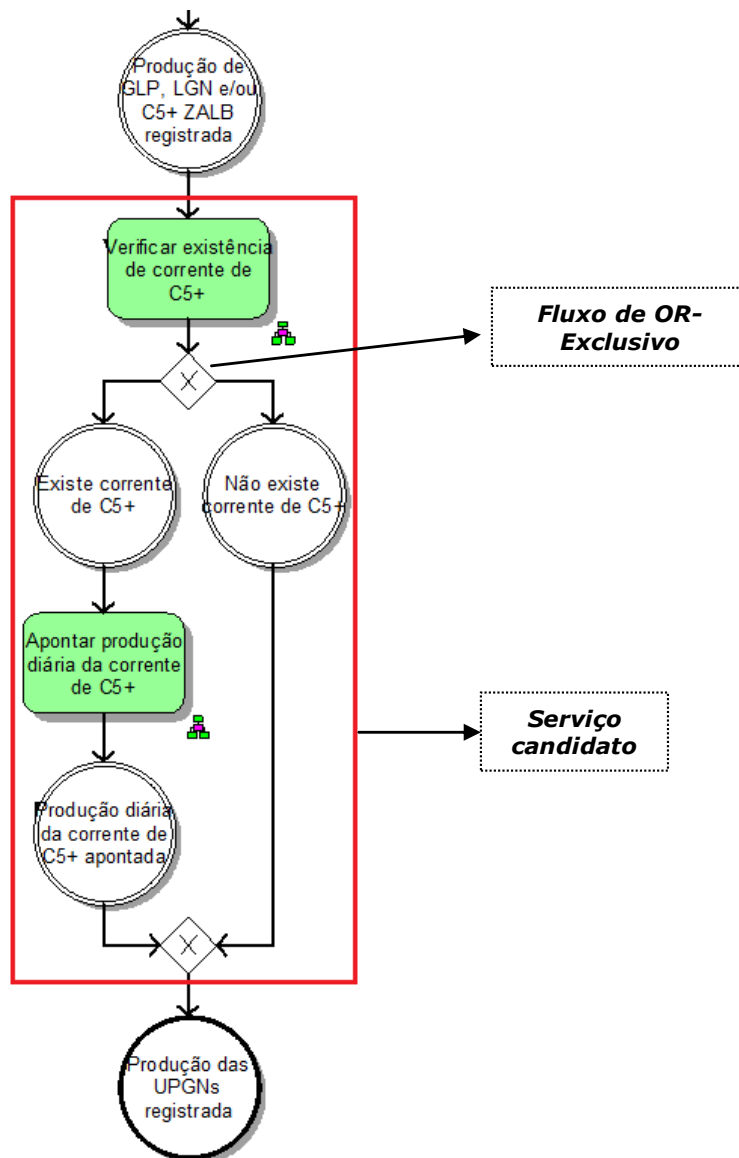 Produção de
GLP, LGN e/ou
C5+ ZALB
registrada
Verificar existência
de corrente de
C5+
Fluxo de OR-
Exclusivo
X
Existe corrente
de C5+
Não existe
corrente de C5+
Apontar produção
diária da corrente
de C5+
Serviço
candidato
Produção diária
da corrente de
C5+ apontada
X
Produção das
UPGNs
registrada